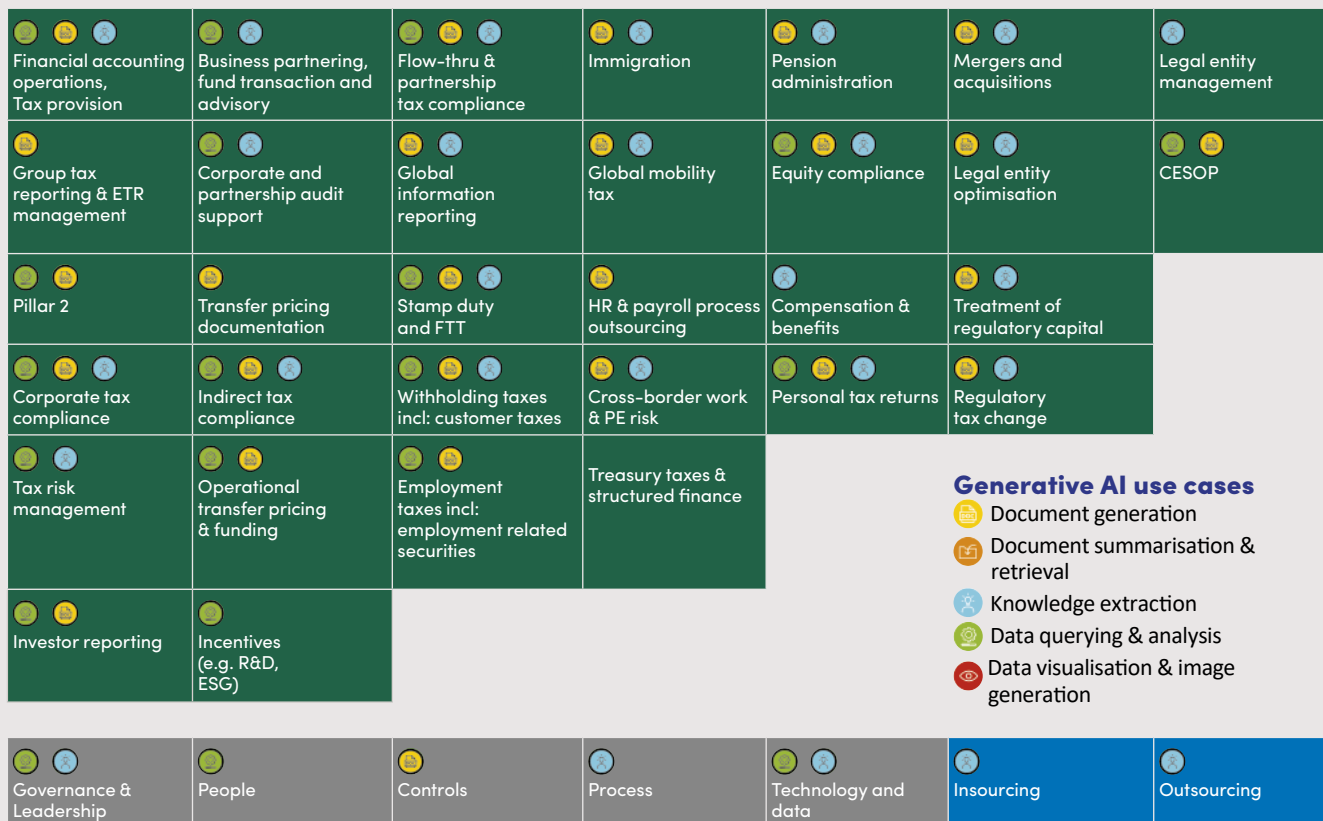 Financial accounting
operations,
Tax provision
Business partnering,
fund transaction and
advisory
Flow-thru &
partnership
tax compliance
Immigration
Pension
administration
Mergers and
acquisitions
Legal entity
management
Group tax
reporting & ETR
management
Corporate and
partnership audit
support
Global
information
reporting
Global mobility
tax
Equity compliance
Legal entity
optimisation
CESOP
Pillar 2
Transfer pricing
documentation
Stamp duty
and FTT
HR & payroll process
outsourcing
Compensation &
benefits
Treatment of
regulatory capital
Corporate tax
compliance
Indirect tax
compliance
Withholding taxes
incl: customer taxes
Cross-border work
& PE risk
Personal tax returns
Regulatory
tax change
Tax risk
management
Operational
transfer pricing
& funding
Employment
taxes incl:
employment related
securities
Treasury taxes &
structured finance
Investor reporting
Incentives
(e.g. R&D,
ESG)
Generative AI use cases
Document generation
Document summarisation &
retrieval
Knowledge extraction
Data querying & analysis
Data visualisation & image
generation
Governance &
Leadership
People
Controls
Process
Technology and
data
Insourcing
Outsourcing